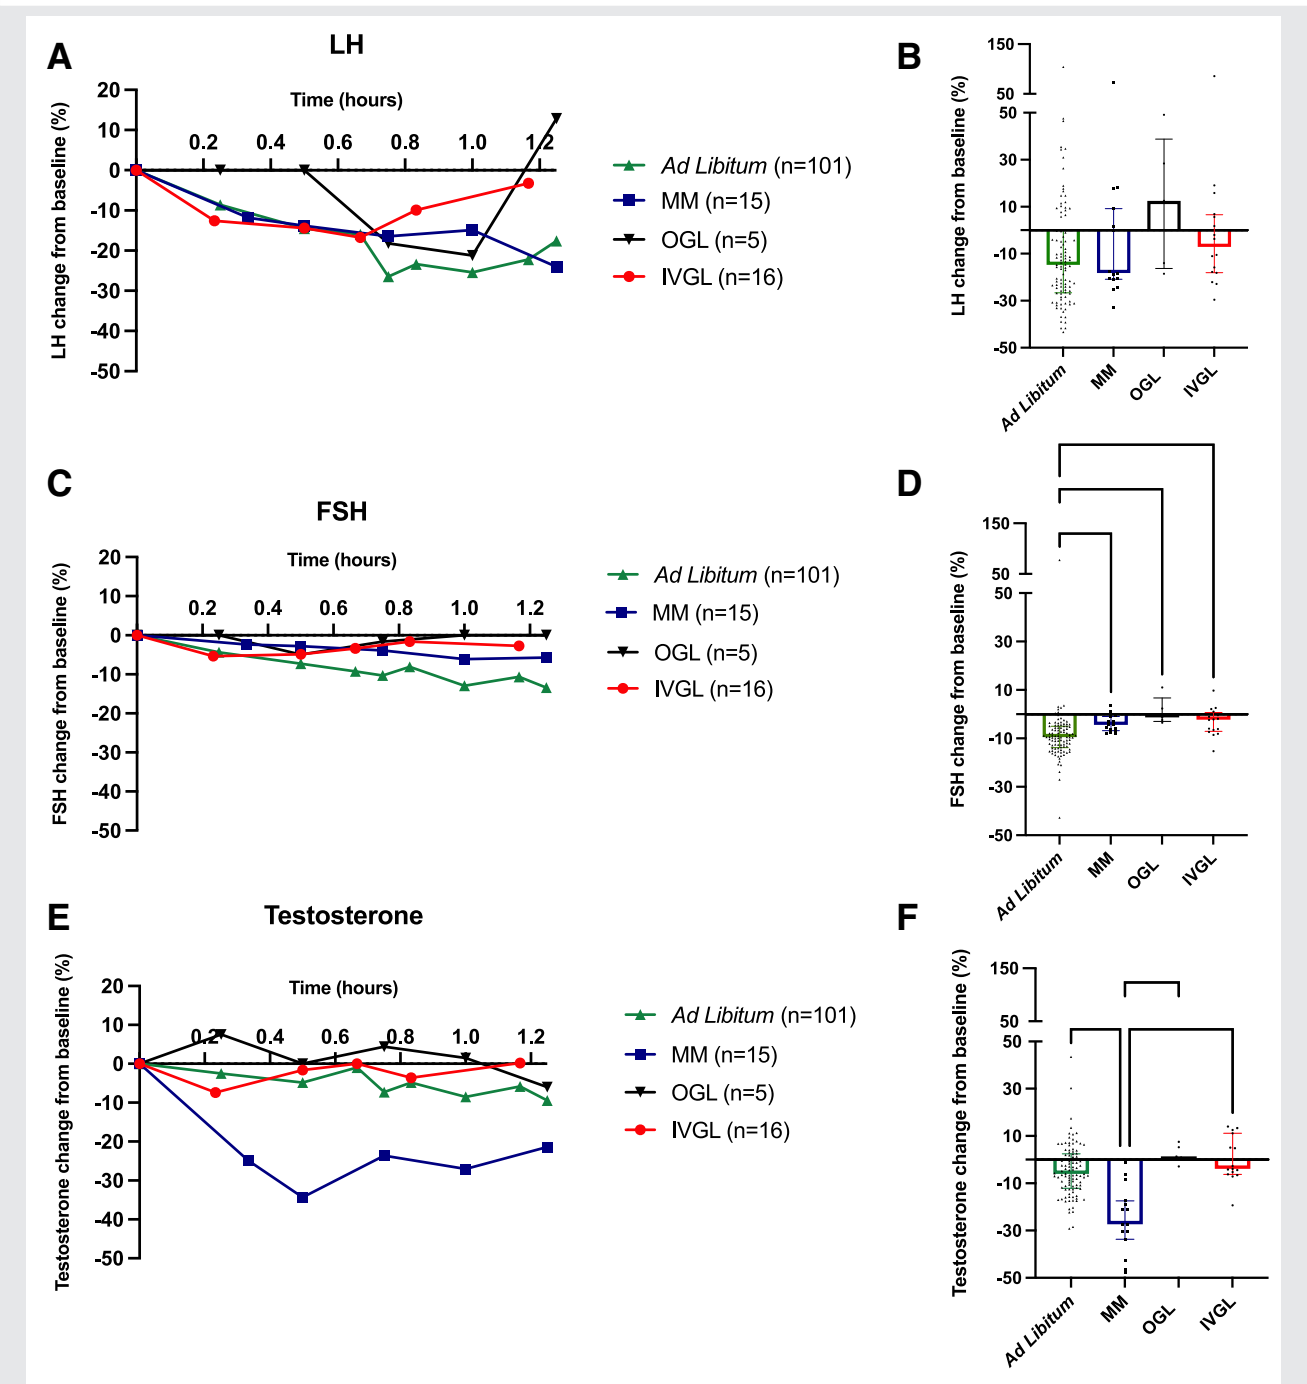 A
LH
LH change from baseline (%)
Time (hours)
20
10
0
-10
-20
-30
-40
-50
0.2
0.4
0.6
0.8
1.0
1.2
Ad Libitum (n=101)
MM (n=15)
OGL (n=5)
IVGL (n=16)
B
LH change from baseline (%)
150
50
50
30
10
-10
-30
-50
Ad Libitum
MM
OGL
IVGL
C
FSH
FSH change from baseline (%)
Time (hours)
20
10
0
-10
-20
-30
-40
-50
0.2
0.4
0.6
0.8
1.0
1.2
Ad Libitum (n=101)
MM (n=15)
OGL (n=5)
IVGL (n=16)
D
FSH change from baseline (%)
150
50
50
30
10
-10
-30
-50
Ad Libitum
MM
OGL
IVGL
E
Testosterone
Testosterone change from baseline (%)
Time (hours)
20
10
0
-10
-20
-30
-40
-50
0.2
0.4
0.6
0.8
1.0
1.2
Ad Libitum (n=101)
MM (n=15)
OGL (n=5)
IVGL (n=16)
F
Testosterone change from baseline (%)
150
50
50
30
10
-10
-30
-50
Ad Libitum
MM
OGL
IVGL